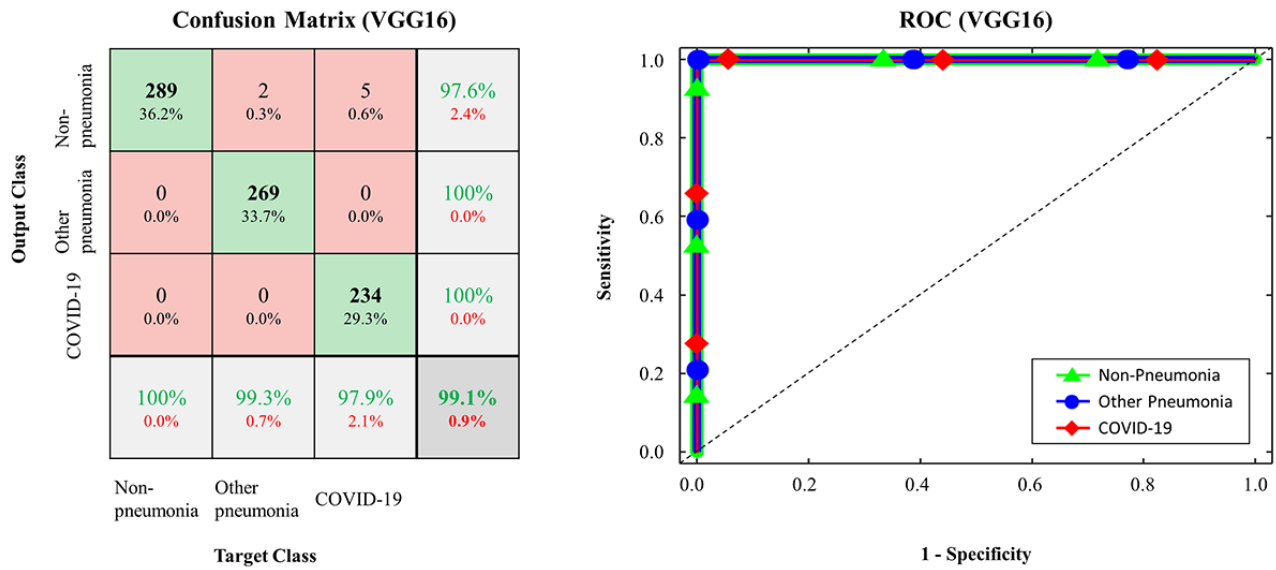 Confusion Matrix (VGG16)
Output Class
Non-
pneumonia
Other
pneumonia
COVID-19
289
36.2%
2
0.3%
5
0.6%
97.6%
2.4%
0
0.0%
269
33.7%
0
0.0%
100%
0.0%
0
0.0%
0
0.0%
234
29.3%
100%
0.0%
100%
0.0%
99.3%
0.7%
97.9%
2.1%
99.1%
0.9%
Non-
pneumonia
Other
pneumonia
COVID-19
Target Class
ROC (VGG16)
Sensitivity
1.0
0.8
0.6
0.4
0.2
0.0
Non-Pneumonia
Other Pneumonia
COVID-19
0.0 0.2 0.4 0.6 0.8 1.0
1 - Specificity